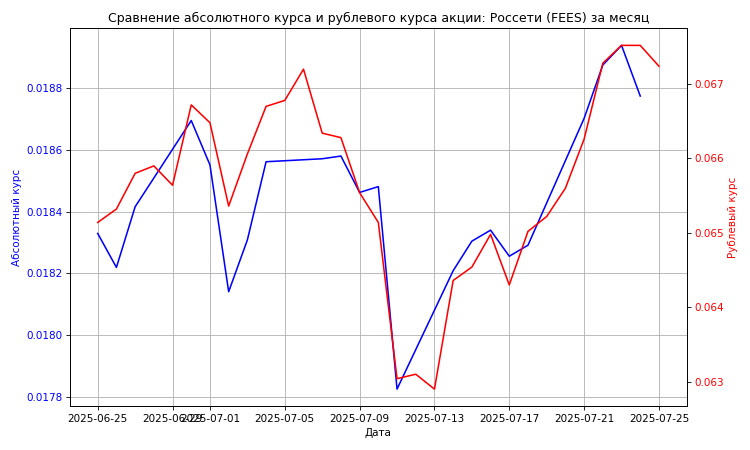 Сравнение абсолютного курса и рублевого курса акции: Россети (FEES) за месяц
Абсолютный курс
0.0188
0.0186
0.0184
0.0182
0.0180
0.0178
0.067
0.066
0.065
0.064
0.063
Рублевый курс
2025-06-25 2025-06-29 2025-07-01 2025-07-05 2025-07-09 2025-07-13 2025-07-17 2025-07-21 2025-07-25
Дата